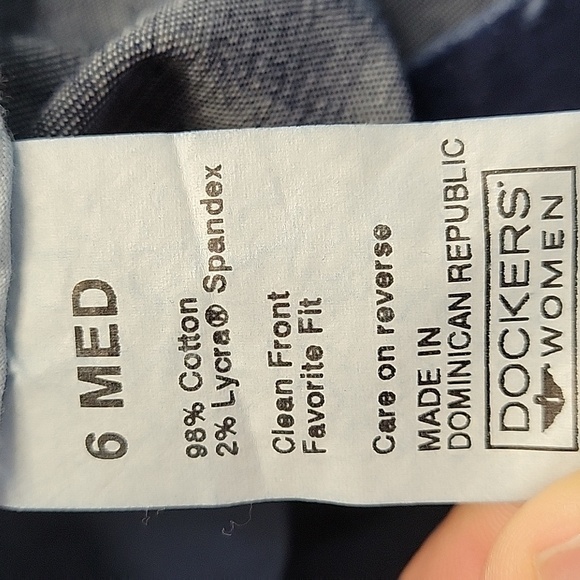 6 MED
98% Cotton
2% Lycra® Spandex
Clean Front
Favorite Fit
Care on reverse
MADE IN
DOMINICAN REPUBLIC
DOCKERS®
WOMEN